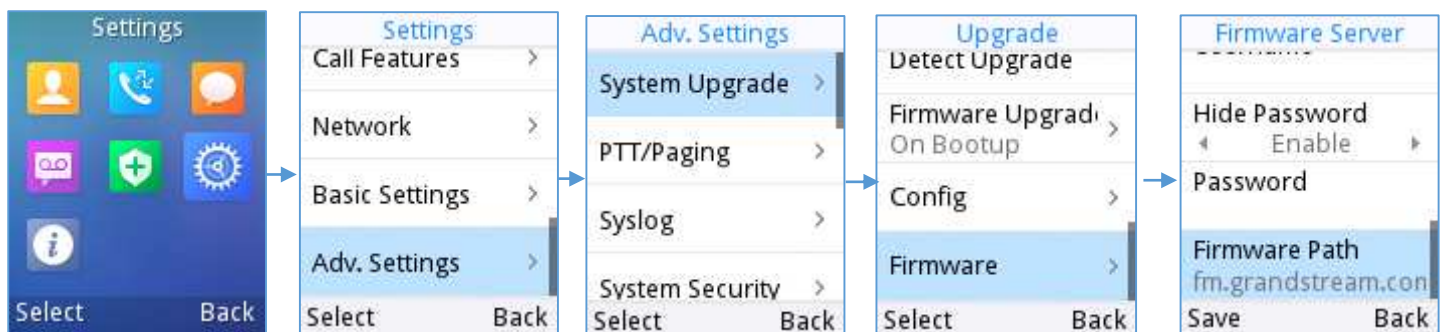 Settings
Select Back
Settings
Call Features
Network
Basic Settings
Adv. Settings
Select Back
Adv. Settings
System Upgrade
PTT/Paging
Syslog
System Security
Select Back
Upgrade
Detect Upgrade
Firmware Upgrad
On Bootup
Config
Firmware
Select Back
Firmware Server
Hide Password
Enable
Password
Firmware Path
fm.grandstream.con
Save Back